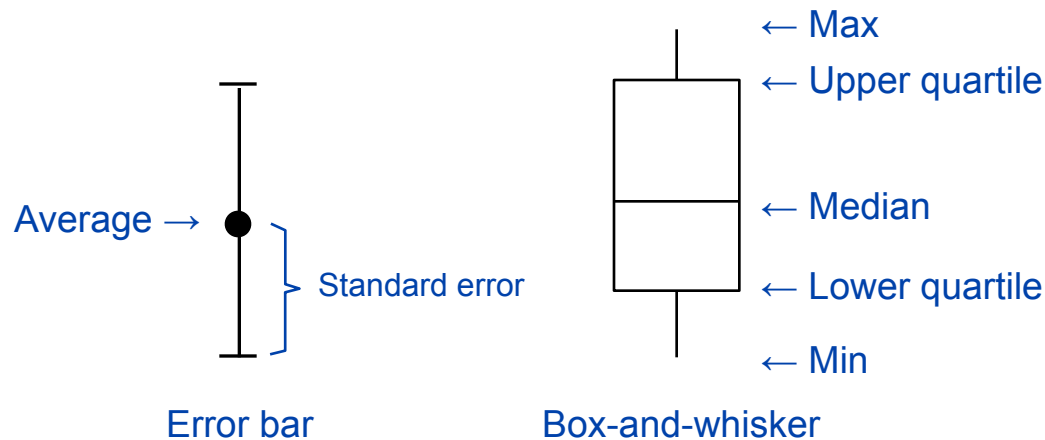 ← Max
← Upper quartile
Average →
← Median
Standard error
← Lower quartile
← Min
Error bar
Box-and-whisker